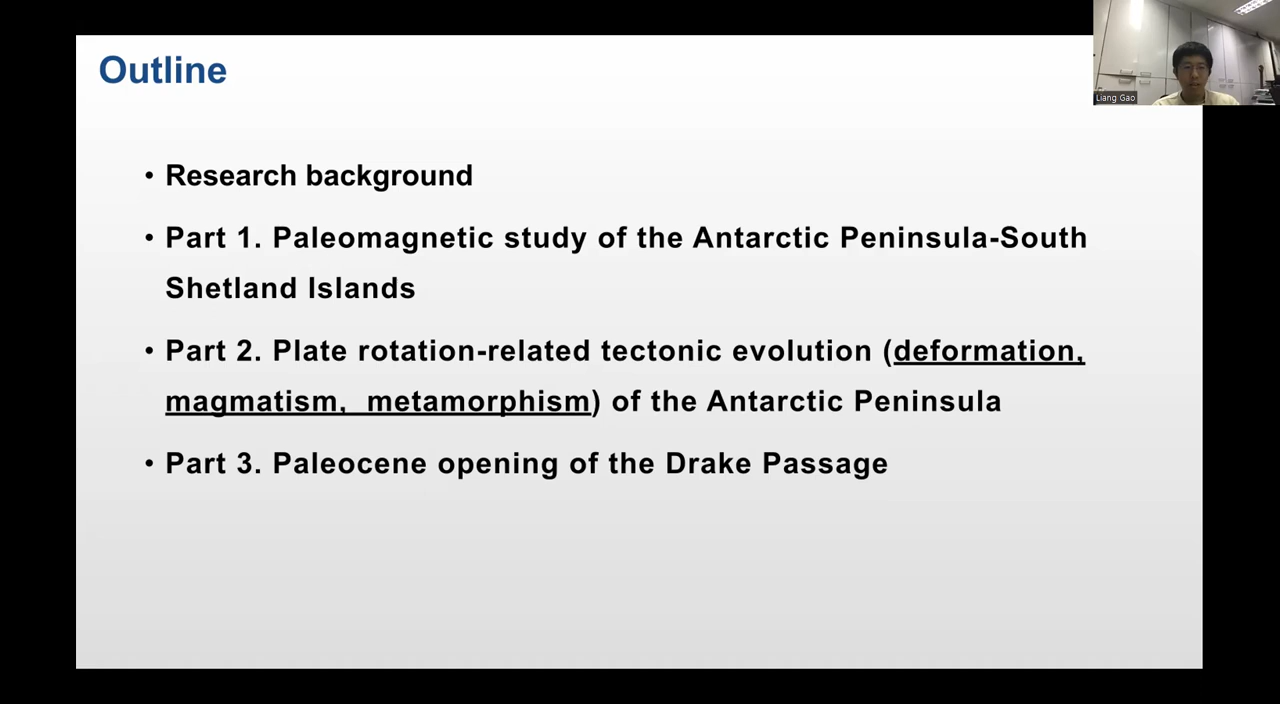 Outline
Liang Gao
• Research background
• Part 1. Paleomagnetic study of the Antarctic Peninsula-South
Shetland Islands
• Part 2. Plate rotation-related tectonic evolution (deformation,
magmatism, metamorphism) of the Antarctic Peninsula
• Part 3. Paleocene opening of the Drake Passage